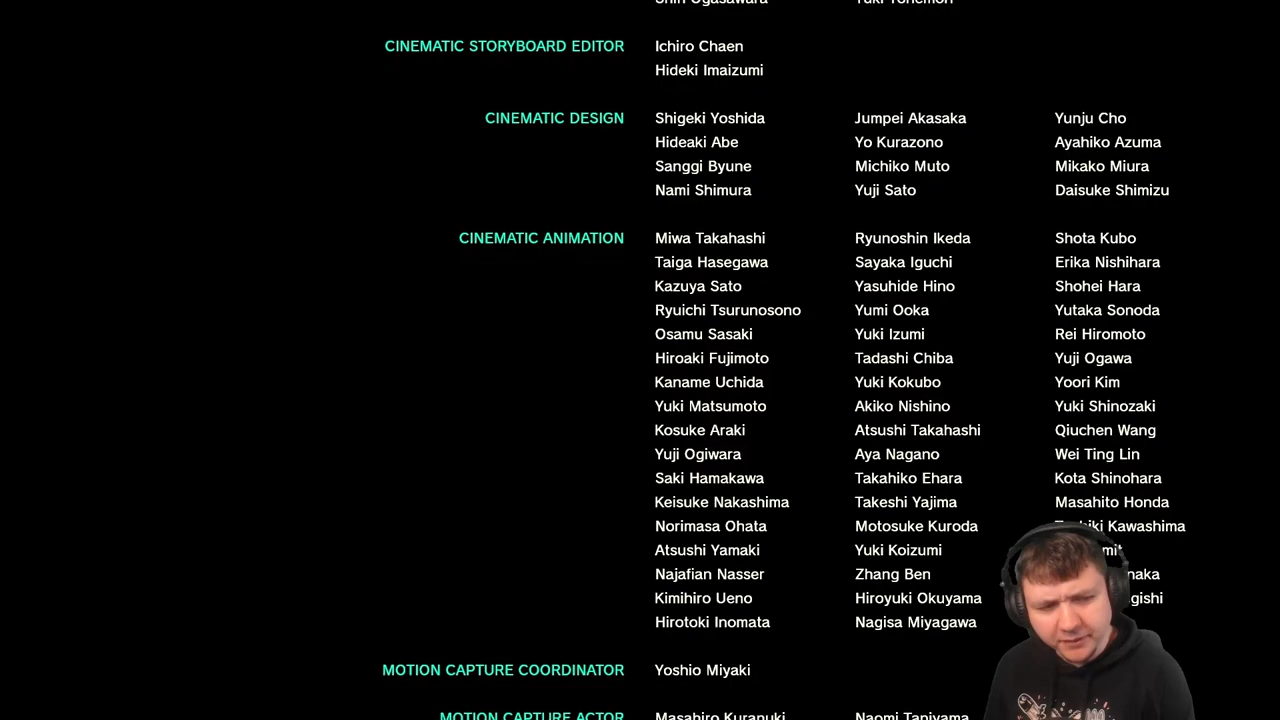 CINEMATIC STORYBOARD EDITOR Ichiro Chaen
Hideki Imaizumi
CINEMATIC DESIGN Shigeki Yoshida Jumpei Akasaka Yunju Cho
Hideaki Abe Yo Kurazono Ayahiko Azuma
Sanggi Byune Michiko Muto Mikako Miura
Nami Shimura Yuji Sato Daisuke Shimizu
CINEMATIC ANIMATION Miwa Takahashi Ryunoshin Ikeda Shota Kubo
Taiga Hasegawa Sayaka Iguchi Erika Nishihara
Kazuya Sato Yasuhide Hino Shohei Hara
Ryuichi Tsurunosono Yumi Ooka Yutaka Sonoda
Osamu Sasaki Yuki Izumi Rei Hiromoto
Hiroaki Fujimoto Tadashi Chiba Yuji Ogawa
Kaname Uchida Yuki Kokubo Yoori Kim
Yuki Matsumoto Akiko Nishino Yuki Shinozaki
Kosuke Araki Atsushi Takahashi Qiuchen Wang
Yuji Ogiwara Aya Nagano Wei Ting Lin
Saki Hamakawa Takahiko Ehara Kota Shinohara
Keisuke Nakashima Takeshi Yajima Masahito Honda
Norimasa Ohata Motosuke Kuroda Kawashima
Atsushi Yamaki Yuki Koizumi
Najafian Nasser Zhang Ben
Kimihiro Ueno Hiroyuki Okuyama
Hirotoki Inomata Nagisa Miyagawa
MOTION CAPTURE COORDINATOR Yoshio Miyaki
MOTION CAPTURE ACTOR Masahiro Kuranuki Naomi Taniyama